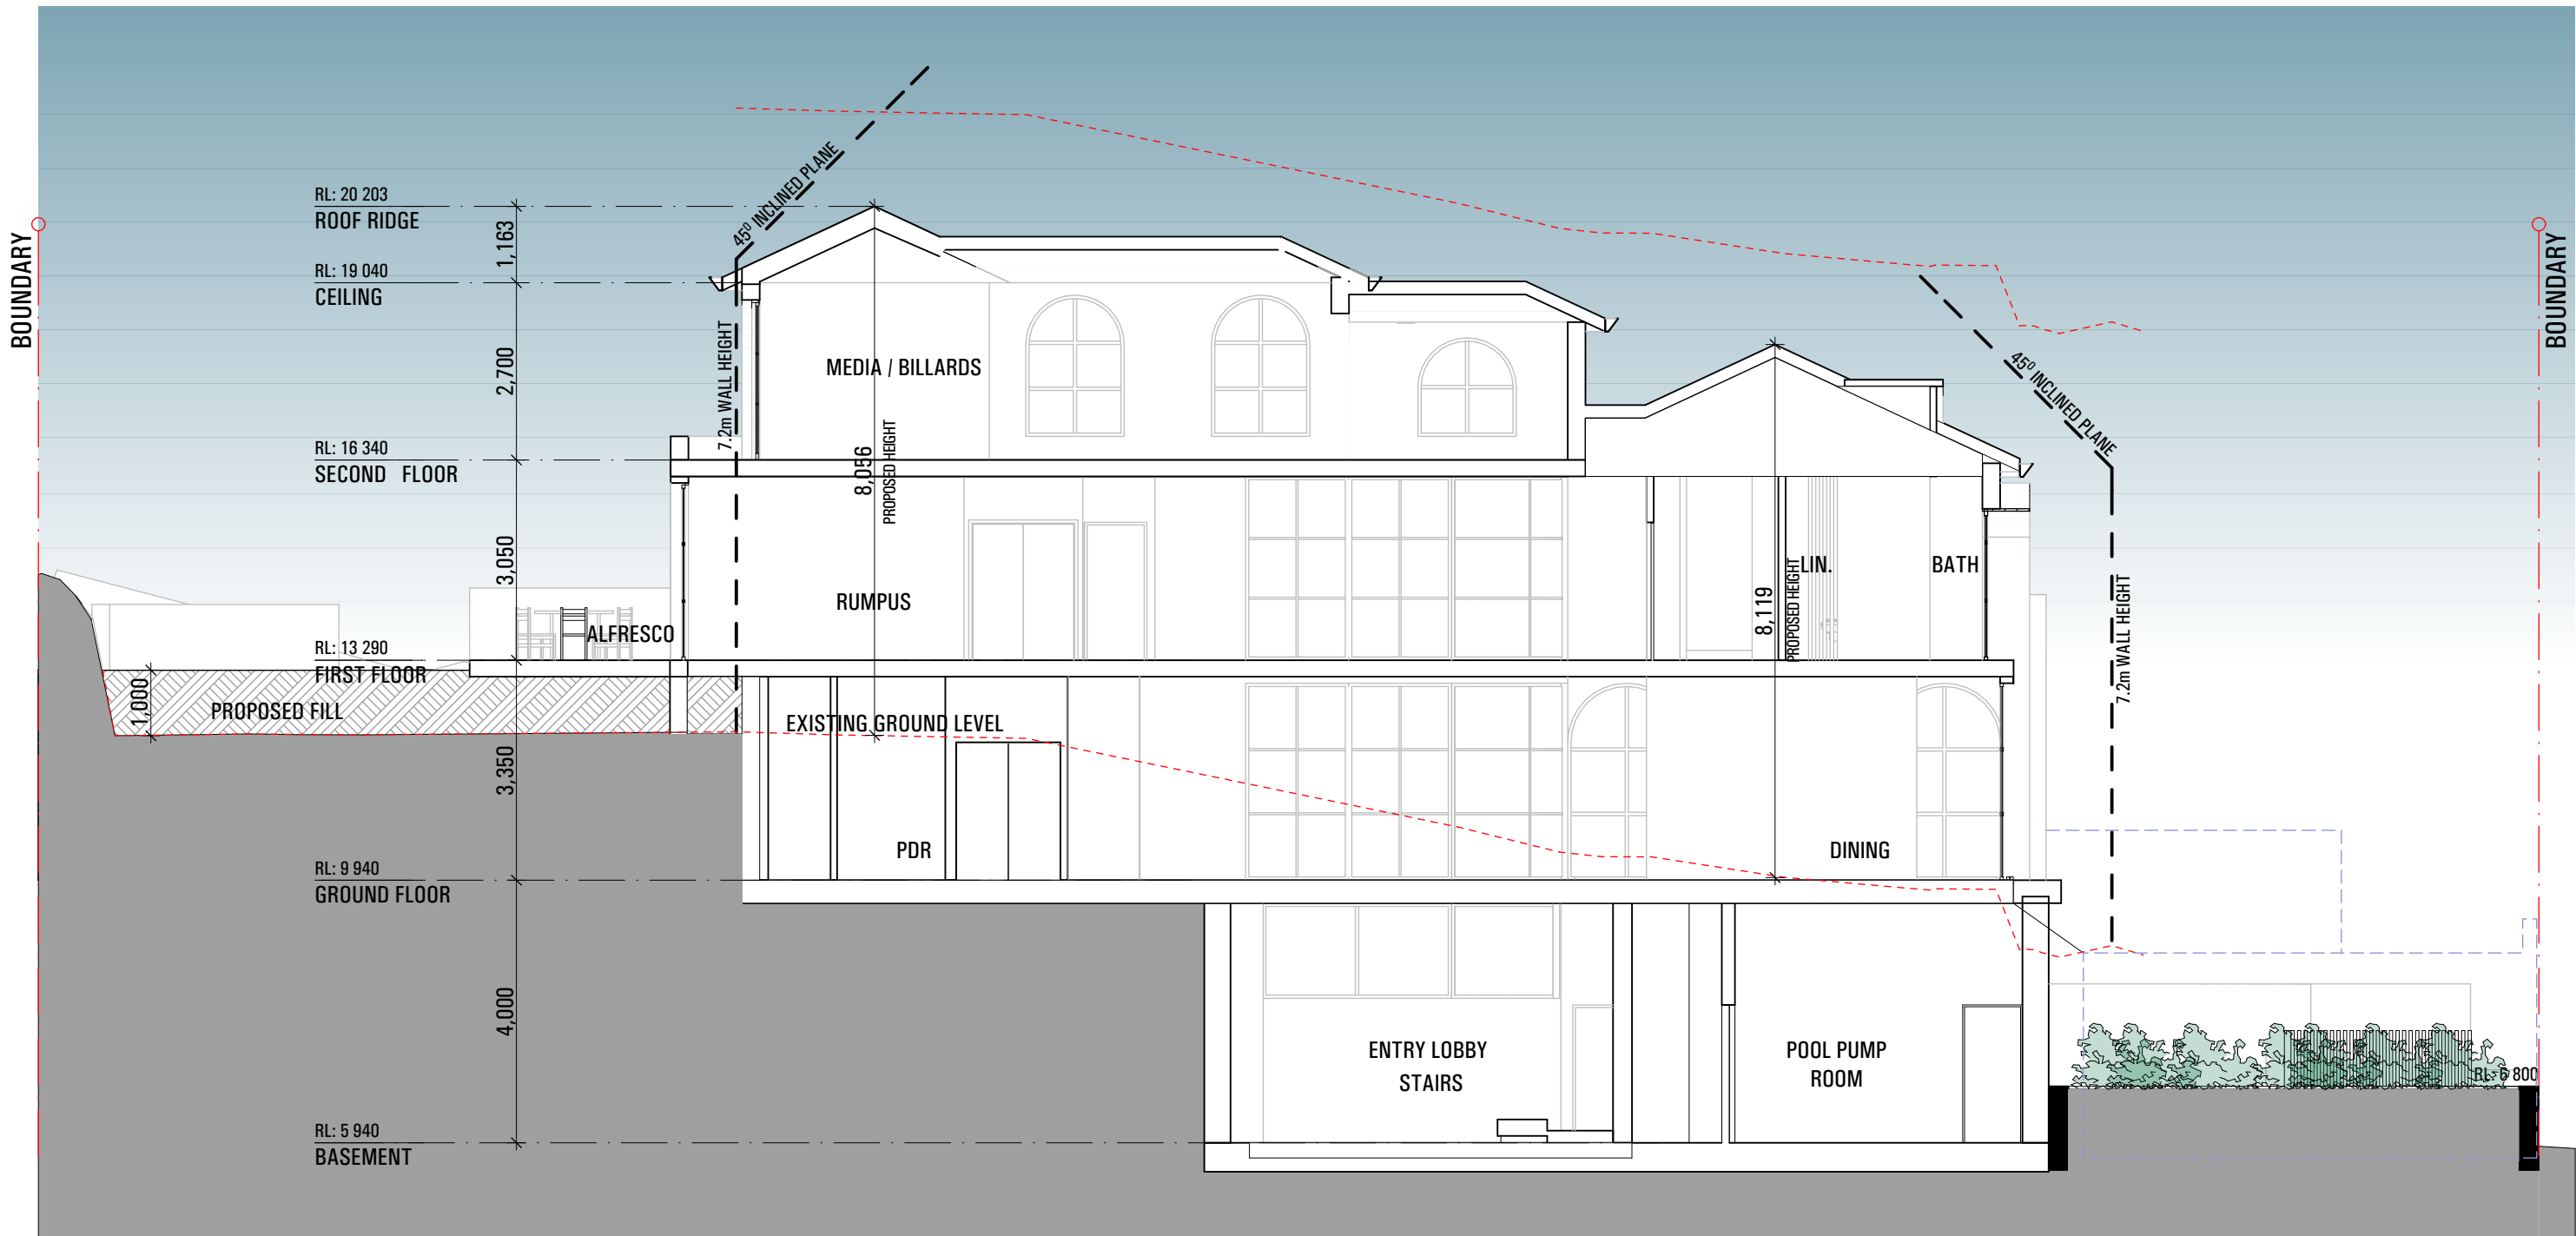 BOUNDARY
RL: 20 203
ROOF RIDGE
1,163
RL: 19 040
CEILING
2,700
RL: 16 340
SECOND FLOOR
3,050
RL: 13 290
FIRST FLOOR
1,000
PROPOSED FILL
3,350
RL: 9 940
GROUND FLOOR
4,000
RL: 5 940
BASEMENT
45º INCLINED PLANE
7.2m WALL HEIGHT
MEDIA / BILLARDS
8,056
PROPOSED HEIGHT
RUMPUS
ALFRESCO
EXISTING GROUND LEVEL
PDR
8,119
PROPOSED HEIGHT
LIN.
BATH
DINING
ENTRY LOBBY
STAIRS
POOL PUMP
ROOM
45º INCLINED PLANE
7.2m WALL HEIGHT
RL: 6 800
BOUNDARY